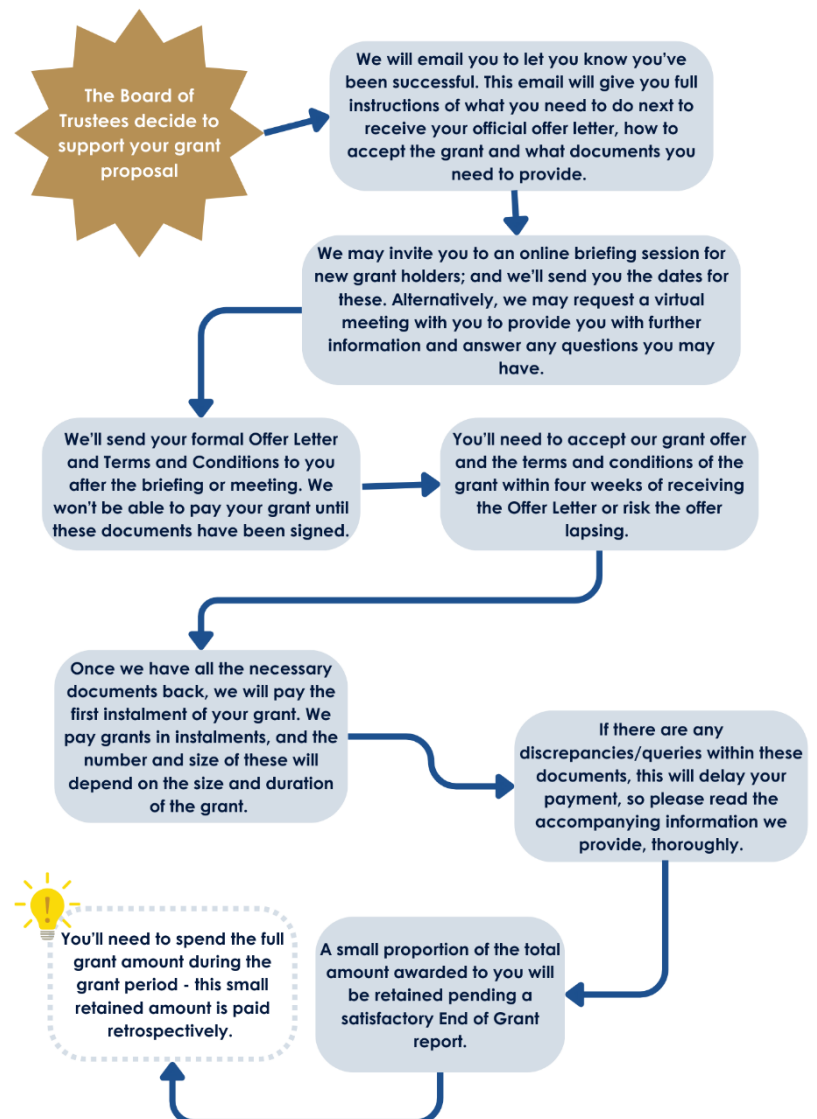 The Board of
Trustees decide to
support your grant
proposal
We will email you to let you know you've
been successful. This email will give you full
instructions of what you need to do next to
receive your official offer letter, how to
accept the grant and what documents you
need to provide.
We may invite you to an online briefing session for
new grant holders; and we'll send you the dates for
these. Alternatively, we may request a virtual
meeting with you to provide you with further
information and answer any questions you may
have.
We'll send your formal Offer Letter
and Terms and Conditions to you
after the briefing or meeting. We
won't be able to pay your grant until
these documents have been signed.
You'll need to accept our grant offer
and the terms and conditions of the
grant within four weeks of receiving
the Offer Letter or risk the offer
lapsing.
Once we have all the necessary
documents back, we will pay the
first instalment of your grant. We
pay grants in instalments, and the
number and size of these will
depend on the size and duration
of the grant.
If there are any
discrepancies/queries within these
documents, this will delay your
payment, so please read the
accompanying information we
provide, thoroughly.
A small proportion of the total
amount awarded to you will
be retained pending a
satisfactory End of Grant
report.
!
You'll need to spend the full
grant amount during the
grant period - this small
retained amount is paid
retrospectively.